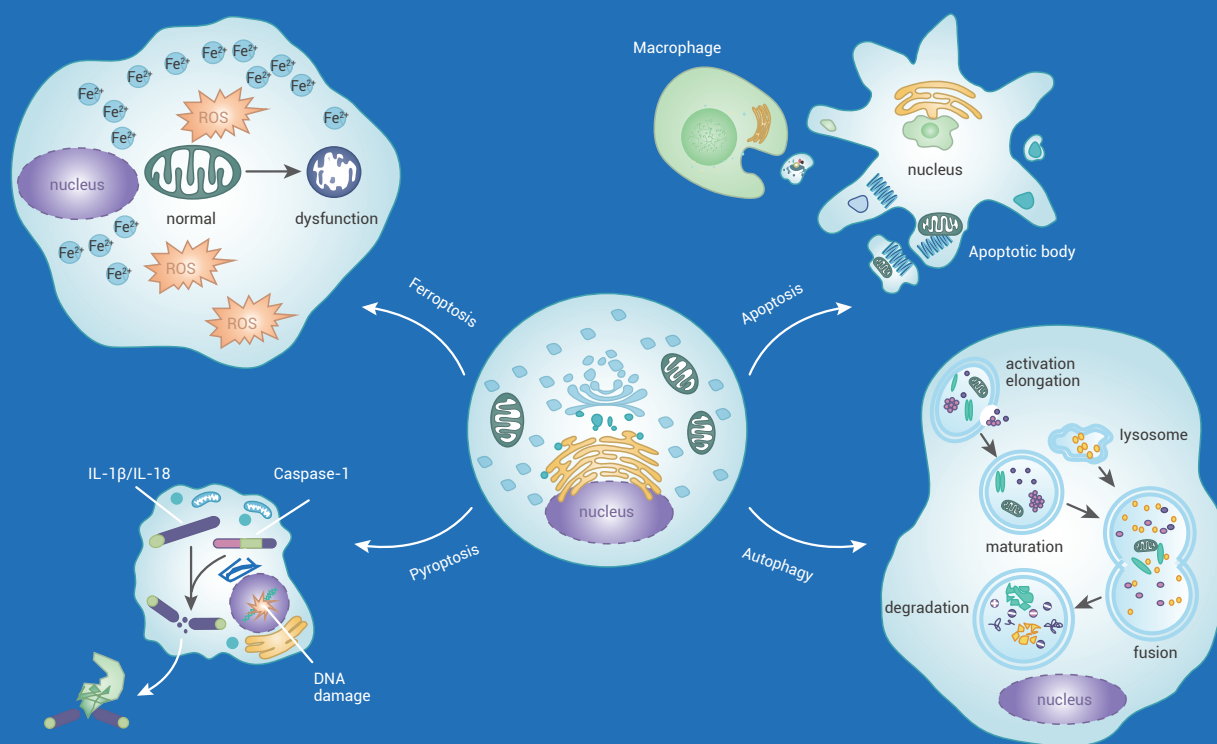 Fe²⁺
Fe²⁺
Fe²⁺
Fe²⁺
Fe²⁺
Fe²⁺
Fe²⁺
Fe²⁺
Fe²⁺
Fe²⁺
Fe²⁺
Fe²⁺
ROS
nucleus
normal
dysfunction
Fe²⁺
Fe²⁺
Fe²⁺
Fe²⁺
ROS
ROS
Macrophage
nucleus
Apoptotic body
Ferroptosis
Apoptosis
nucleus
Pyroptosis
Autophagy
IL-1β/IL-18
Caspase-1
DNA
damage
activation
elongation
lysosome
maturation
degradation
fusion
nucleus